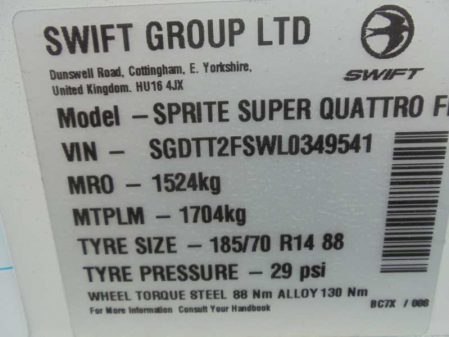 SWIFT GROUP LTD
Dunswell Road, Cottingham, E. Yorkshire,
United Kingdom. HU16 4JX
SWIFT
Model – SPRITE SUPER QUATTRO
VIN – SGDTT2FSWL0349541
MRO – 1524kg
MTPLM – 1704kg
TYRE SIZE – 185/70 R14 88
TYRE PRESSURE – 29 psi
WHEEL TORQUE STEEL 88 Nm ALLOY 130 Nm
For More Information Consult Your Handbook
BC7X / 008